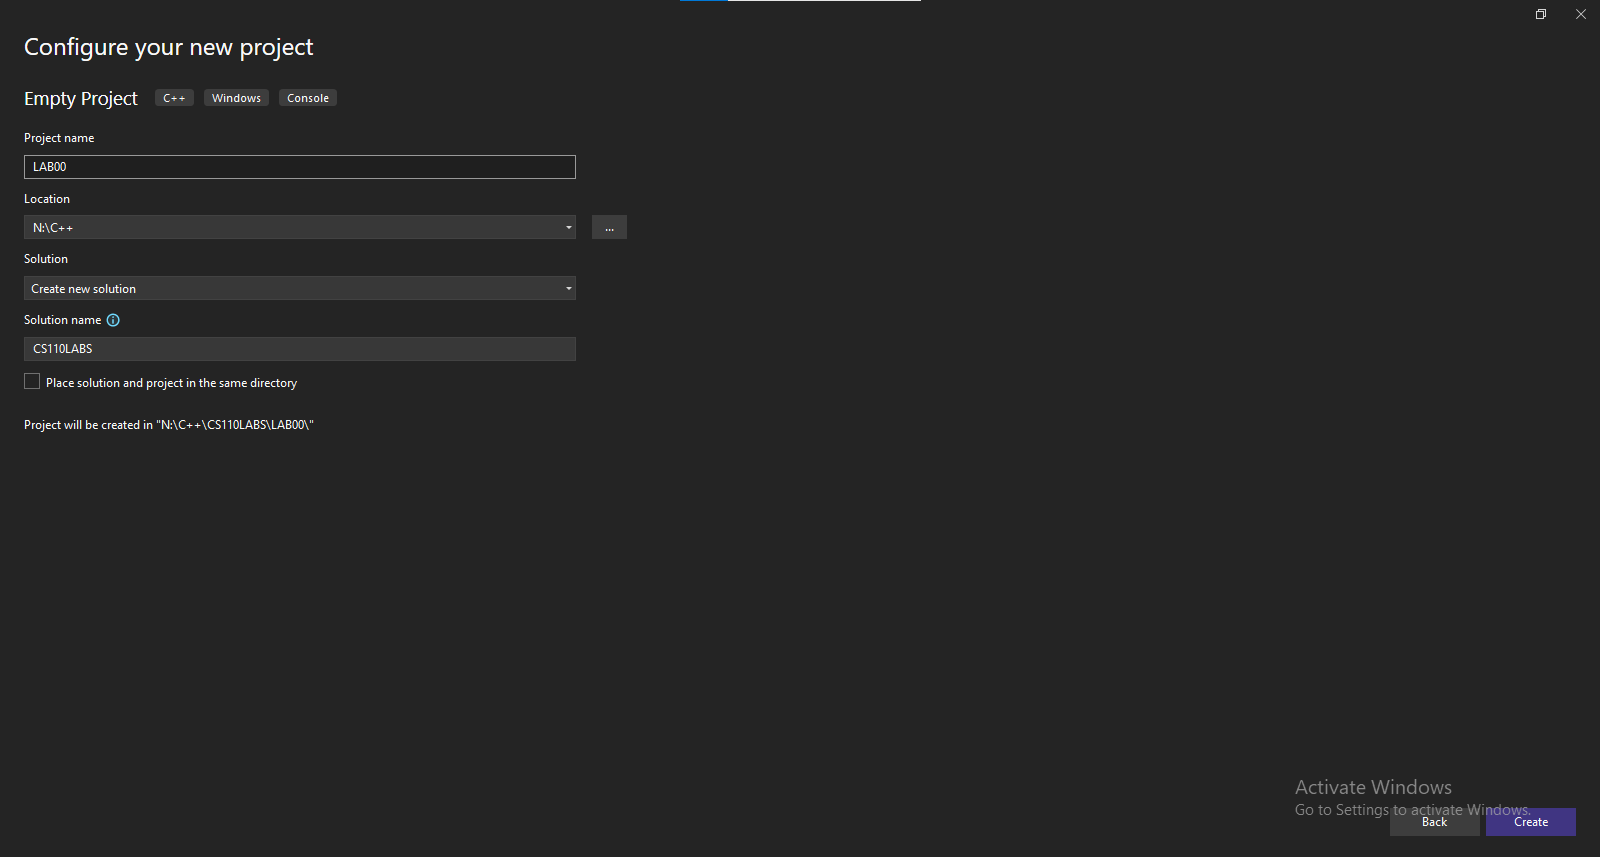 Configure your new project
Empty Project C++ Windows Console
Project name
LAB00
Location
N:\C++
...
Solution
Create new solution
Solution name
CS110LABS
Place solution and project in the same directory
Project will be created in "N:\C++\CS110LABS\LAB00\"
Activate Windows
Go to Settings to activate Windows.
Back Create